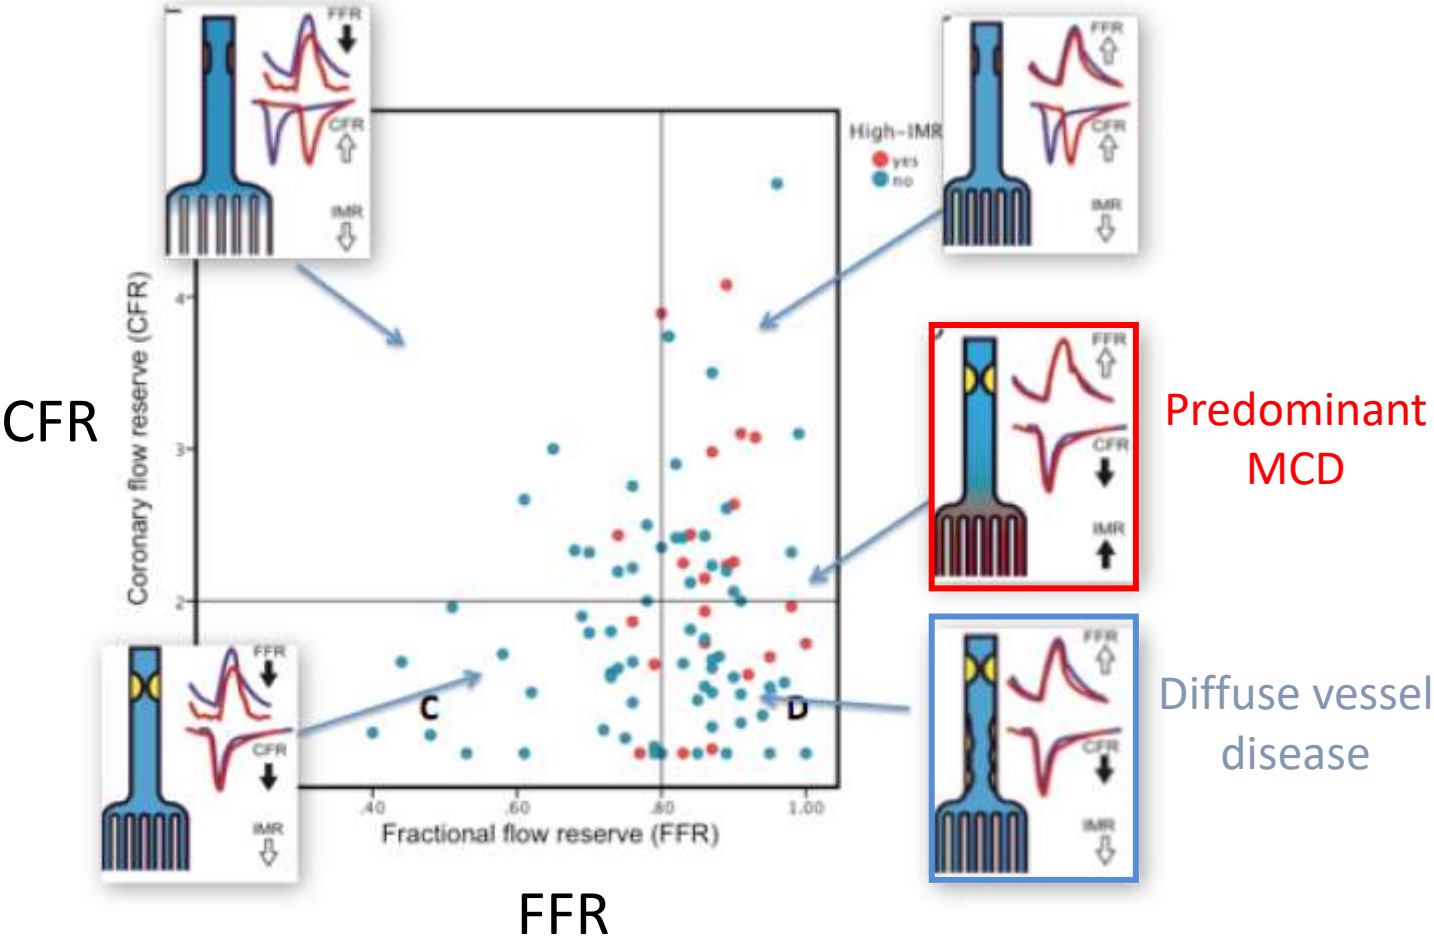 FFR
CFR
IMR
FFR
CFR
IMR
High-IMR
yes
no
4
3
2
Coronary flow reserve (CFR)
CFR
FFR
CFR
IMR
Predominant
MCD
FFR
CFR
IMR
C
D
FFR
CFR
IMR
Diffuse vessel
disease
.40
.60
.80
1.00
Fractional flow reserve (FFR)
FFR